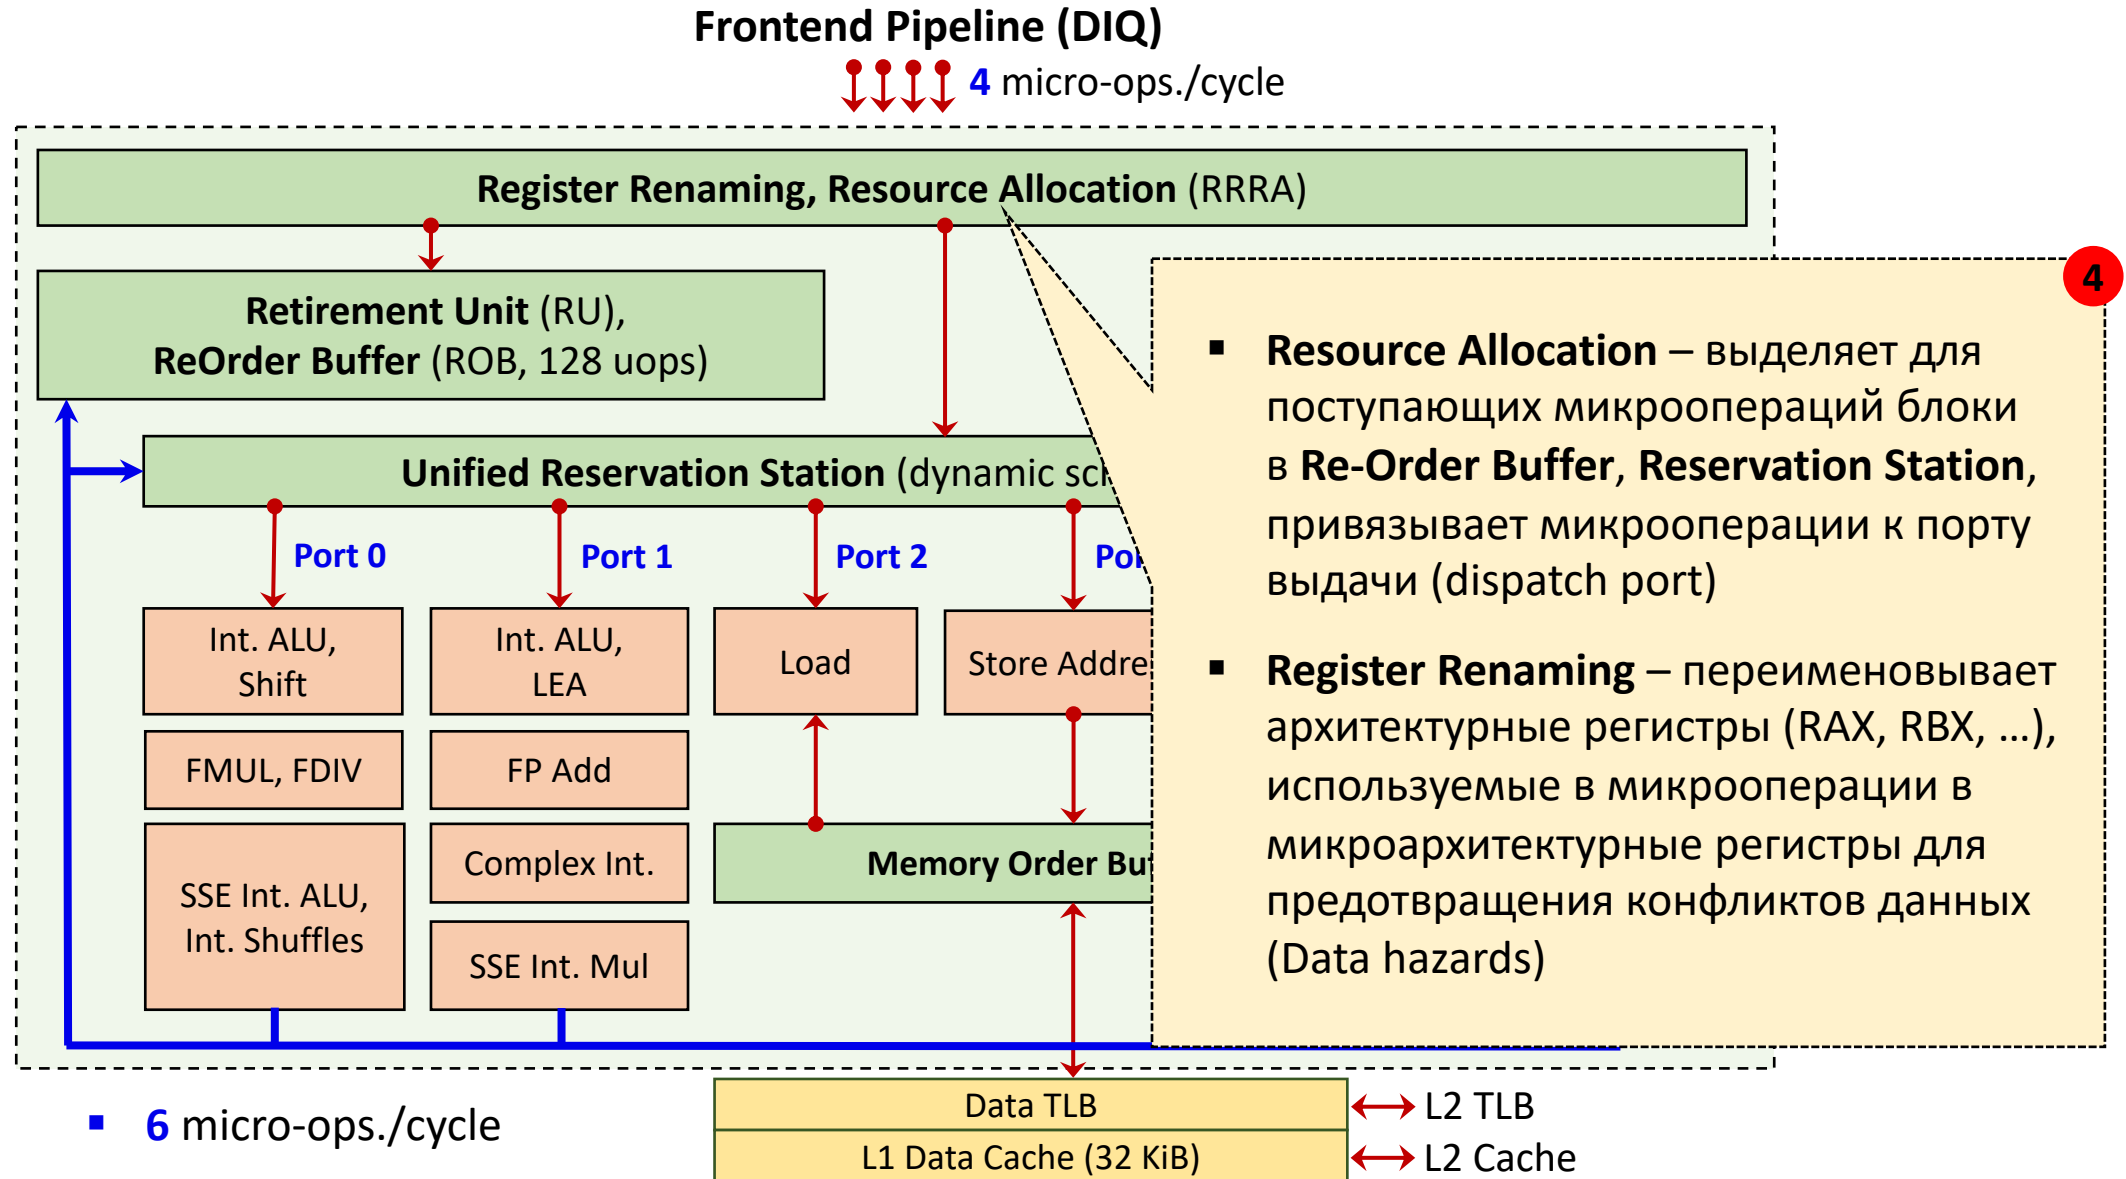 Frontend Pipeline (DIQ)
4 micro-ops./cycle
Register Renaming, Resource Allocation (RRRA)
Retirement Unit (RU),
ReOrder Buffer (ROB, 128 uops)
Unified Reservation Station (dynamic
Port 0
Port 1
Port 2
Int. ALU,
Shift
Int. ALU,
LEA
Load
Store
FMUL, FDIV
FP Add
SSE Int. ALU,
Int. Shuffles
Complex Int.
SSE Int. Mul
Memory Order
4
▪ Resource Allocation – выделяет для
поступающих микроопераций блоки
в Re-Order Buffer, Reservation Station,
привязывает микрооперации к порту
выдачи (dispatch port)
▪ Register Renaming – переименовывает
архитектурные регистры (RAX, RBX, …),
используемые в микрооперации в
микроархитектурные регистры для
предотвращения конфликтов данных
(Data hazards)
▪ 6 micro-ops./cycle
Data TLB
L2 TLB
L1 Data Cache (32 KiB)
L2 Cache